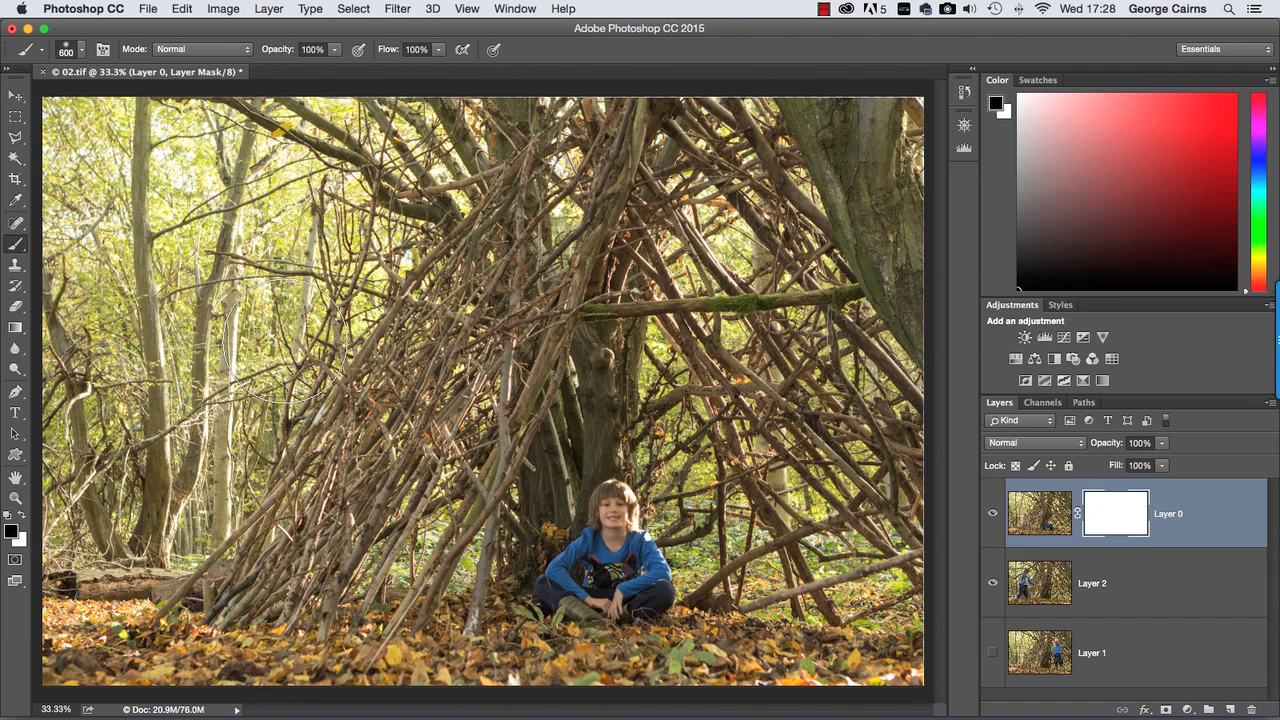 Photoshop CC File Edit Image Layer Type Select Filter 3D View Window Help 5 Wed 17:28 George Cairns
Adobe Photoshop CC 2015
600 Mode: Normal Opacity: 100% Flow: 100% Essentials
× © 02.tif @ 33.3% (Layer 0, Layer Mask/8) *
Color Swatches
Adjustments Styles
Add an adjustment
Layers Channels Paths
Kind
Normal Opacity: 100%
Lock: Fill: 100%
Layer 0
Layer 2
Layer 1
33.33% © Doc: 20.9M/76.0M